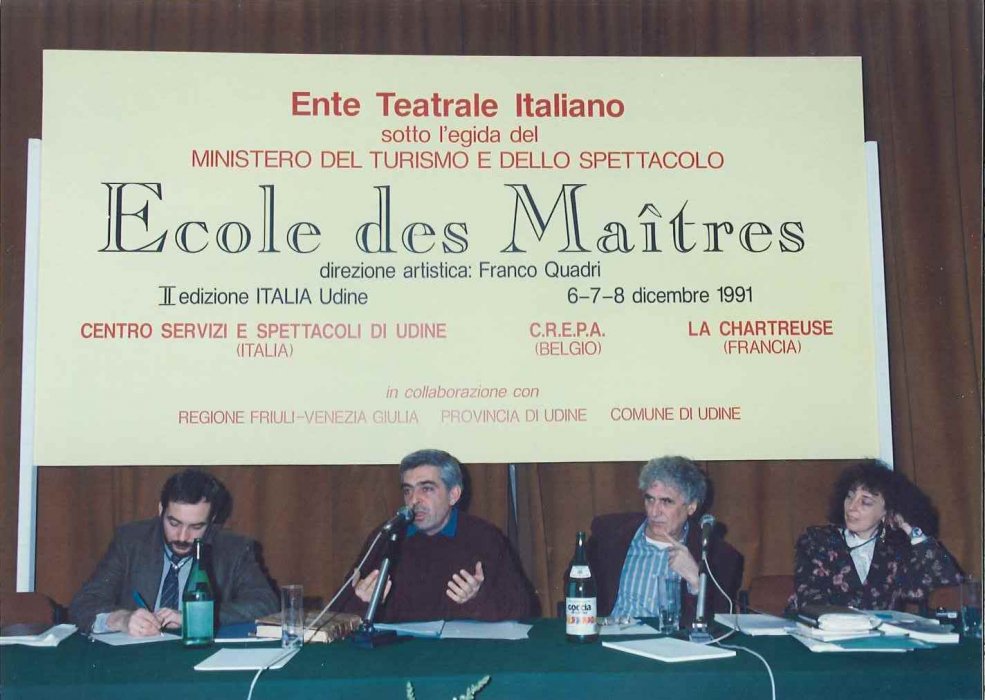 Ente Teatrale Italiano
sotto l'egida del
MINISTERO DEL TURISMO E DELLO SPETTACOLO
Ecole des Maîtres
direzione artistica: Franco Quadri
II edizione ITALIA Udine 6-7-8 dicembre 1991
CENTRO SERVIZI E SPETTACOLI DI UDINE C.R.E.P.A. LA CHARTREUSE
(ITALIA) (BELGIO) (FRANCIA)
in collaborazione con
REGIONE FRIULI-VENEZIA GIULIA PROVINCIA DI UDINE COMUNE DI UDINE
goccia